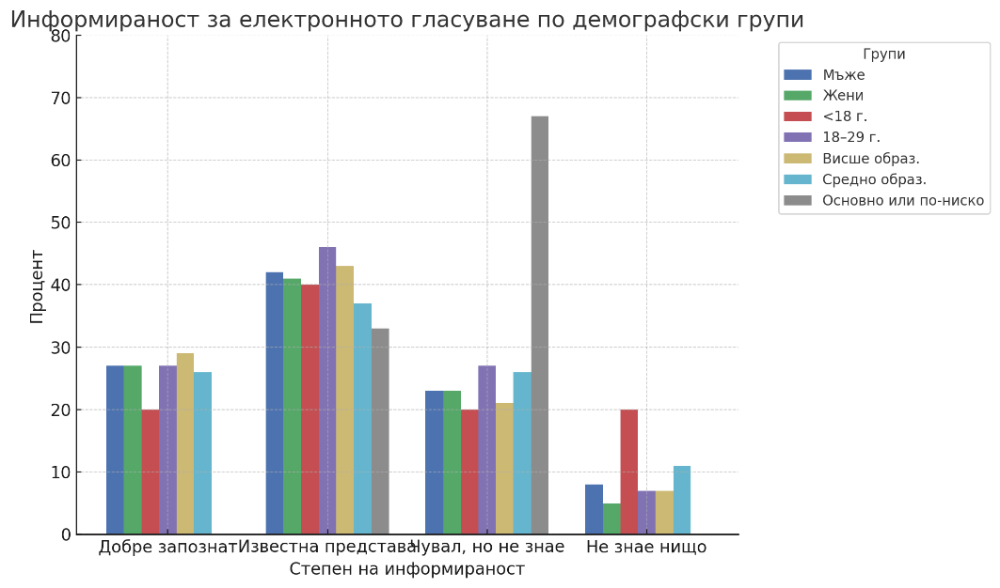 Информираност за електронното гласуване по демографски групи
80
70
60
50
40
30
20
10
0
Процент
Добре запознат
Известна представа
Чувал, но не знае
Не знае нищо
Степен на информираност
Групи
Мъже
Жени
<18 г.
18–29 г.
Висше образ.
Средно образ.
Основно или по-ниско